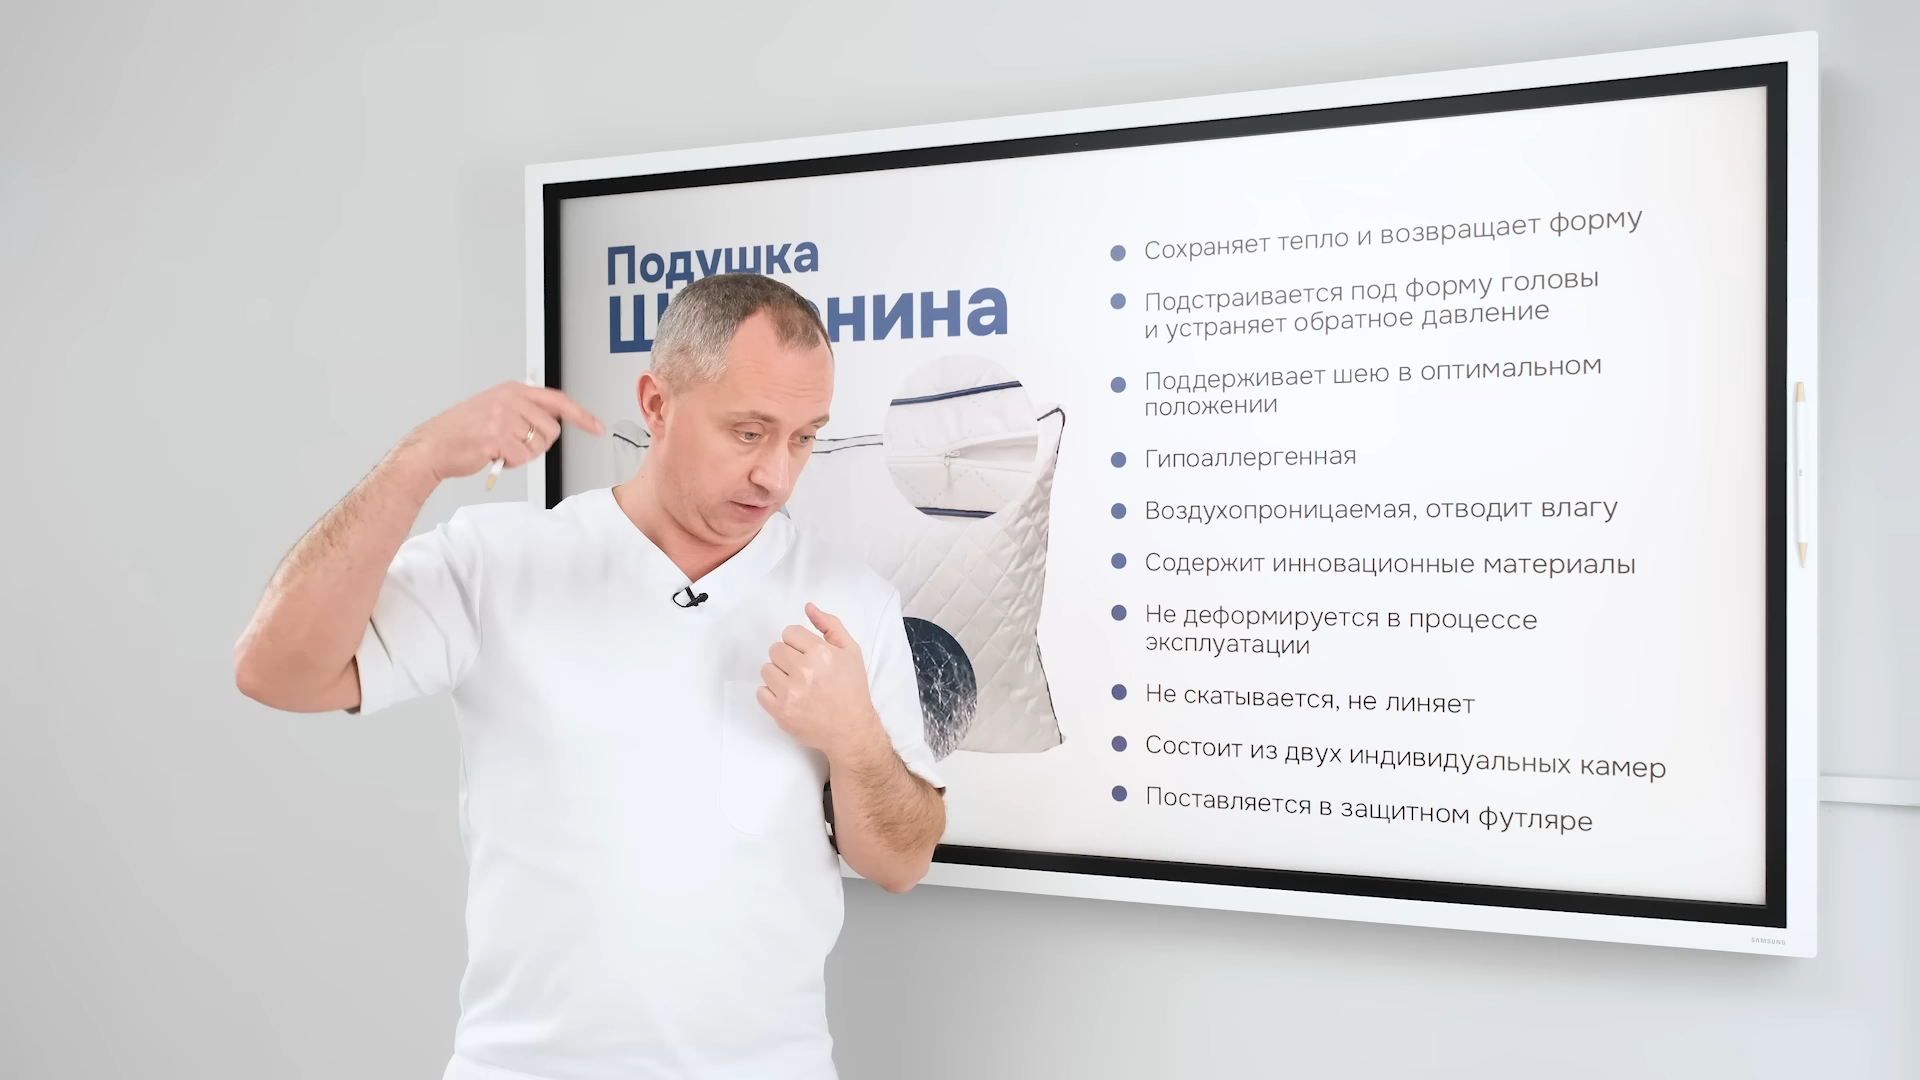 Подушка
нина
Сохраняет тепло и возвращает форму
Подстраивается под форму головы
и устраняет обратное давление
Поддерживает шею в оптимальном
положении
Гипоаллергенная
Воздухопроницаемая, отводит влагу
Содержит инновационные материалы
Не деформируется в процессе
эксплуатации
Не скатывается, не линяет
Состоит из двух индивидуальных камер
Поставляется в защитном футляре
SAMSUNG